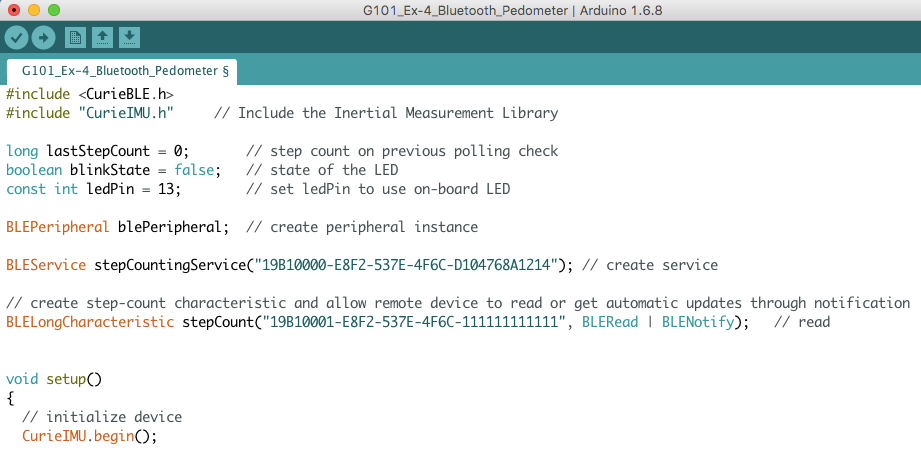 G101_Ex-4_Bluetooth_Pedometer | Arduino 1.6.8
G101_Ex-4_Bluetooth_Pedometer §
#include <CurieBLE.h>
#include "CurieIMU.h"     // Include the Inertial Measurement Library
long lastStepCount = 0;       // step count on previous polling check
boolean blinkState = false;   // state of the LED
const int ledPin = 13;        // set ledPin to use on-board LED
BLEPeripheral blePeripheral;  // create peripheral instance
BLEService stepCountingService("19B10000-E8F2-537E-4F6C-D104768A1214"); // create service
// create step-count characteristic and allow remote device to read or get automatic updates through notification
BLELongCharacteristic stepCount("19B10001-E8F2-537E-4F6C-111111111111", BLERead | BLENotify);   // read
void setup()
{
  // initialize device
  CurieIMU.begin();